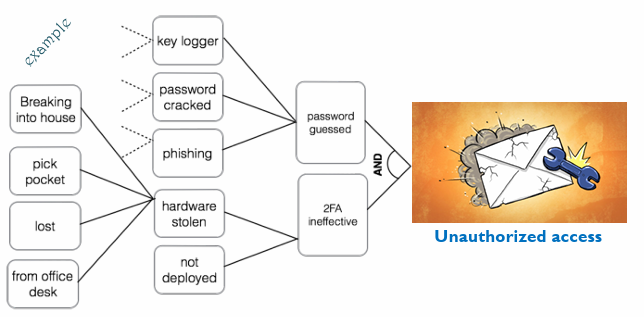 example
key logger
password
cracked
phishing
Breaking
into house
pick
pocket
lost
from office
desk
hardware
stolen
not
deployed
password
guessed
2FA
ineffective
AND
Unauthorized access